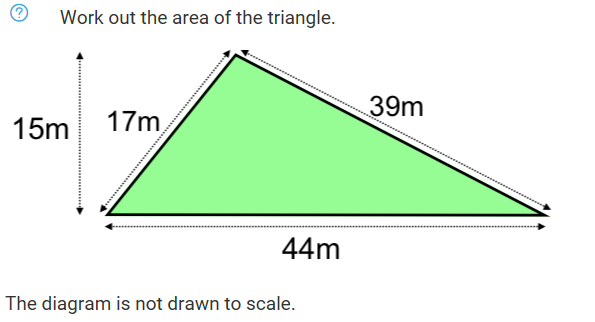 ? Work out the area of the triangle.
39m
15m 17m
44m
The diagram is not drawn to scale.